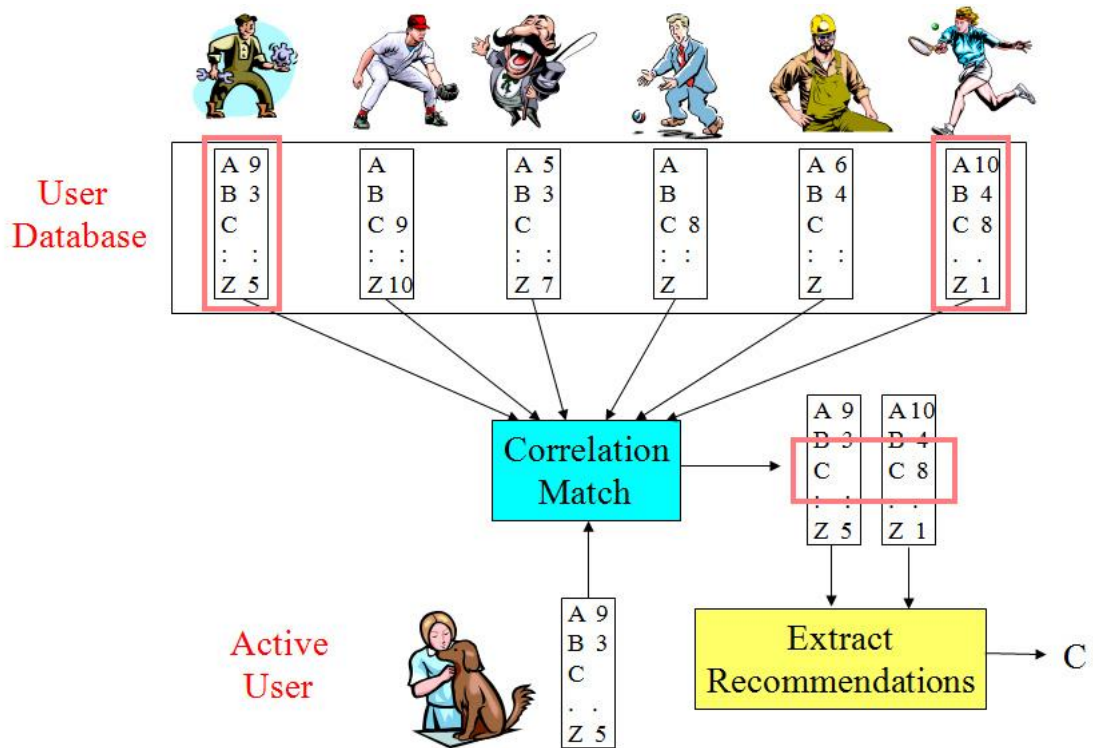 User
Database
A 9
B 3
C
: :
Z 5
A
B
C 9
: :
Z 10
A 5
B 3
C
: :
Z 7
A
B
C 8
: :
Z
A 6
B 4
C
: :
Z
A 10
B 4
C 8
. .
Z 1
Correlation
Match
A 9
B 3
C
: :
Z 5
A 10
B 4
C 8
. .
Z 1
Active
User
A 9
B 3
C
. .
Z 5
Extract
Recommendations
C